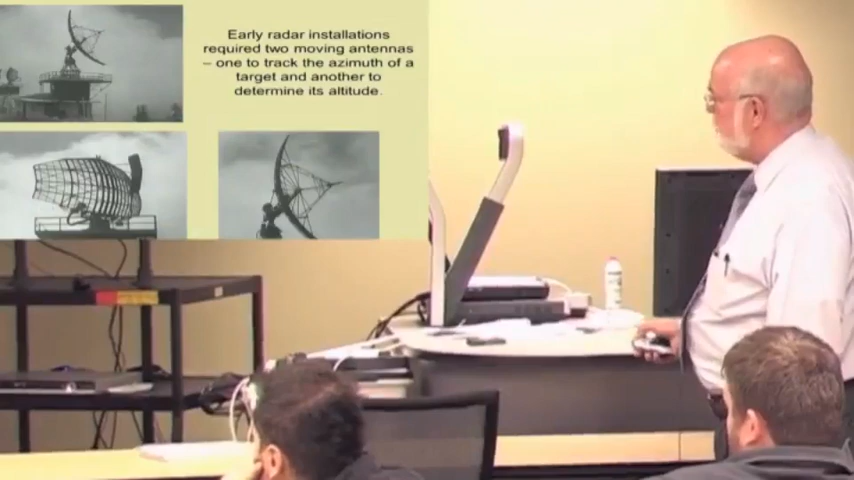 Early radar installations
required two moving antennas
– one to track the azimuth of a
target and another to
determine its altitude.